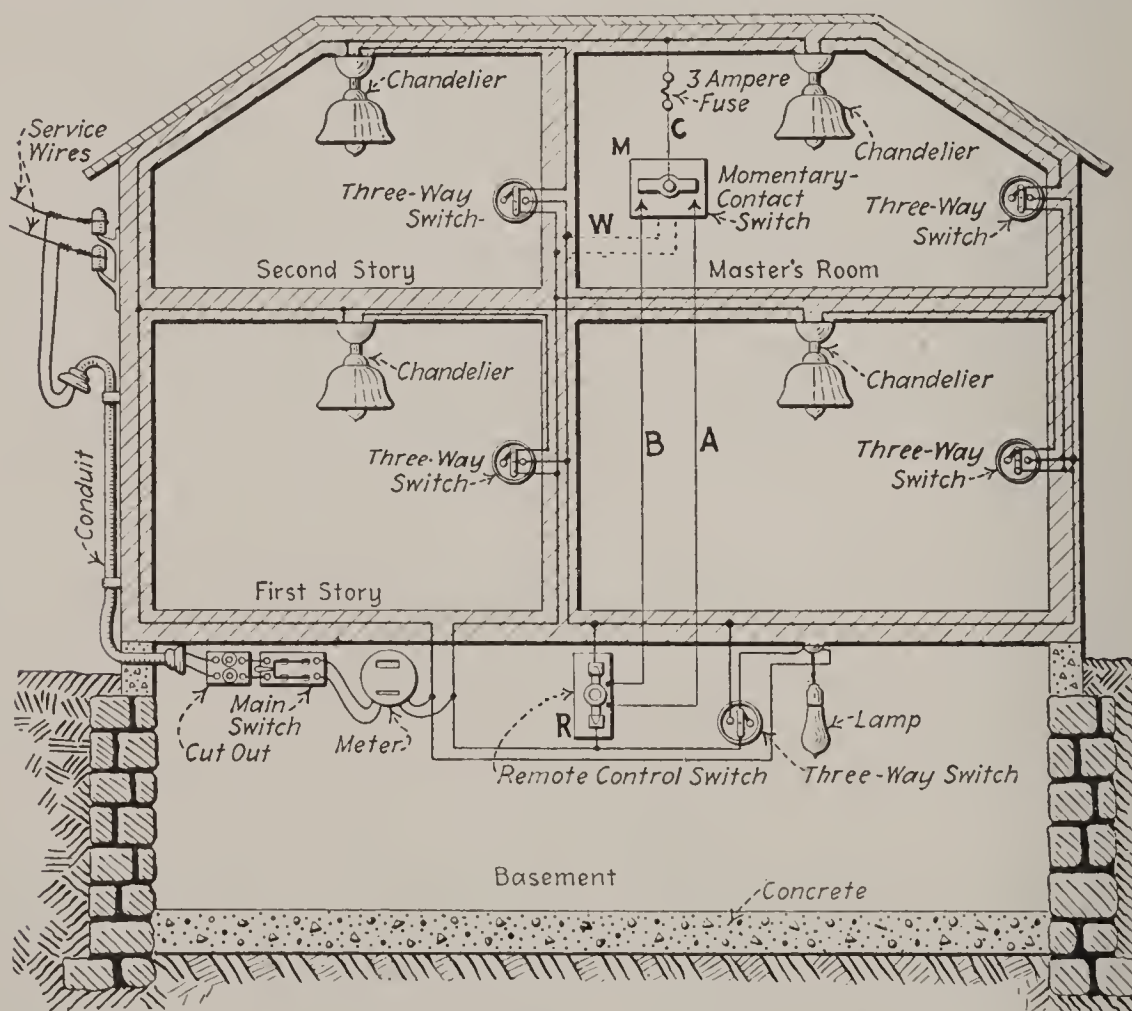 Chandelier
3 Ampere
Fuse
C
Service
Wires
M
Chandelier
Three-Way
Switch
Momentary-
Contact
Switch
Three-Way
Switch
W
Second Story
Master's Room
Chandelier
Chandelier
B
A
Three-Way
Switch
Three-Way
Switch
Conduit
First Story
Main
Switch
Cut Out
Meter
R
Lamp
Remote Control Switch
Three-Way Switch
Basement
Concrete